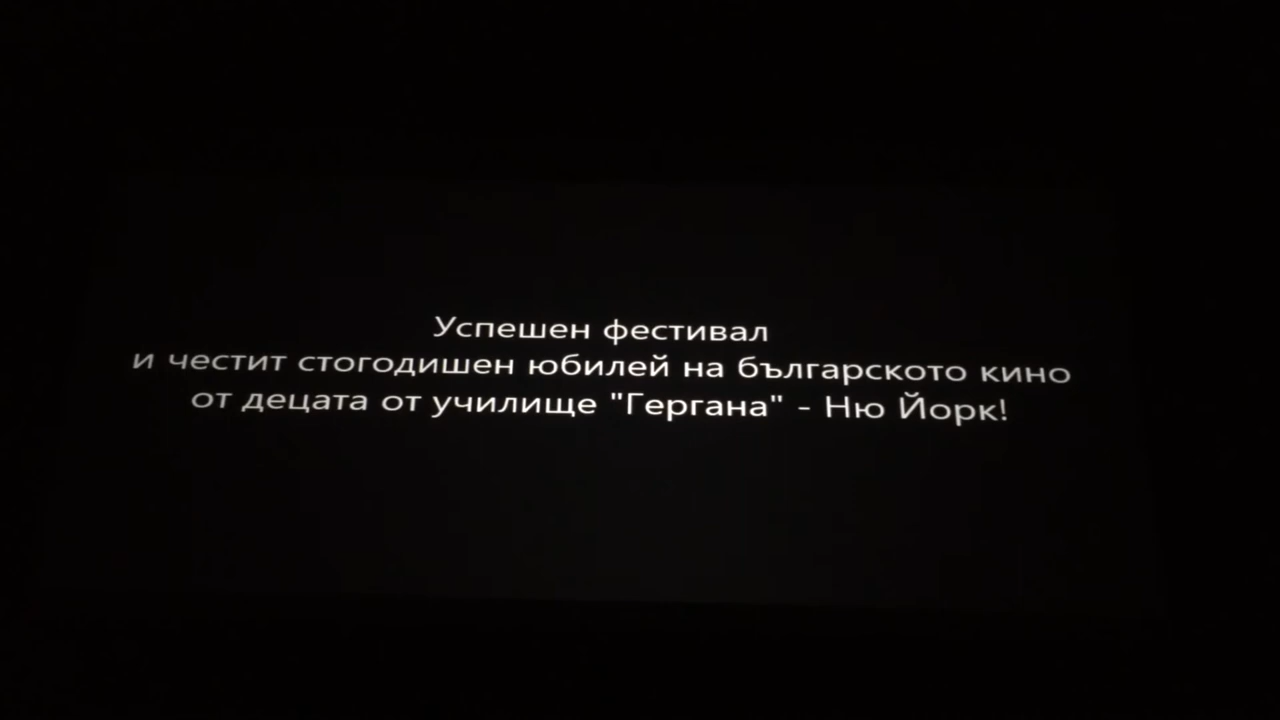 Успешен фестивал
и честит стогодишен юбилей на българското кино
от децата от училище "Гергана" - Ню Йорк!